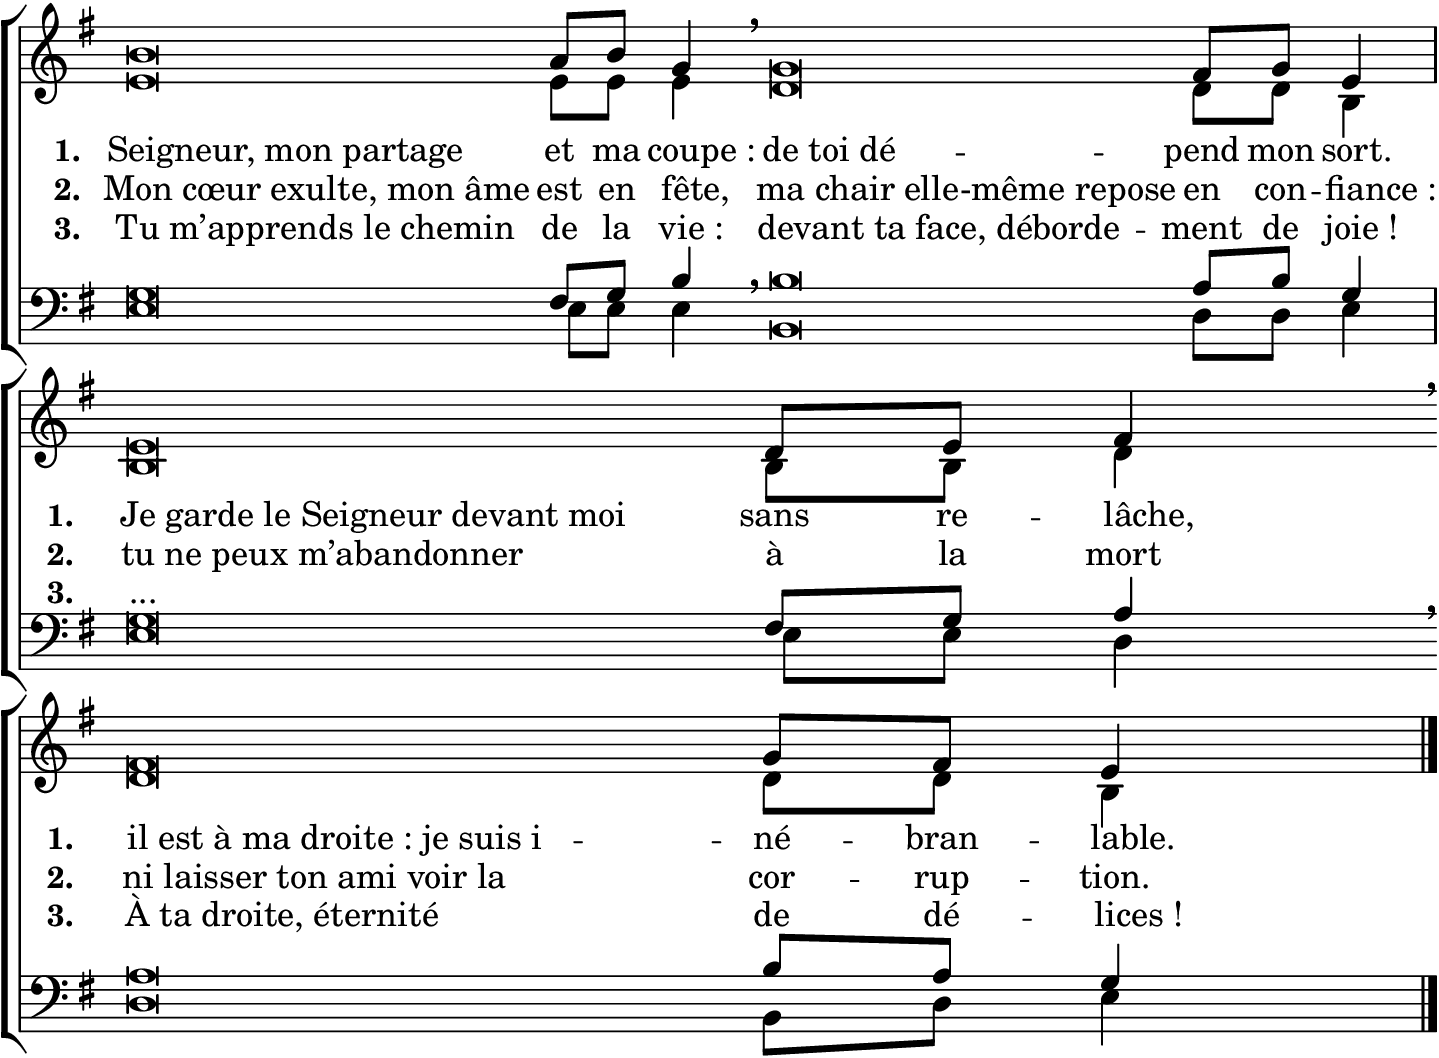 1. Seigneur, mon partage et ma coupe : de toi dé -- pend mon sort.
2. Mon cœur exulte, mon âme est en fête, ma chair elle-même repose en con -- fiance :
3. Tu m’apprends le chemin de la vie : devant ta face, déborde -- ment de joie !
1. Je garde le Seigneur devant moi sans re -- lâche,
2. tu ne peux m’abandonner à la mort
3. ...
1. il est à ma droite : je suis i -- né -- bran -- lable.
2. ni laisser ton ami voir la cor -- rup -- tion.
3. À ta droite, éternité de dé -- lices !